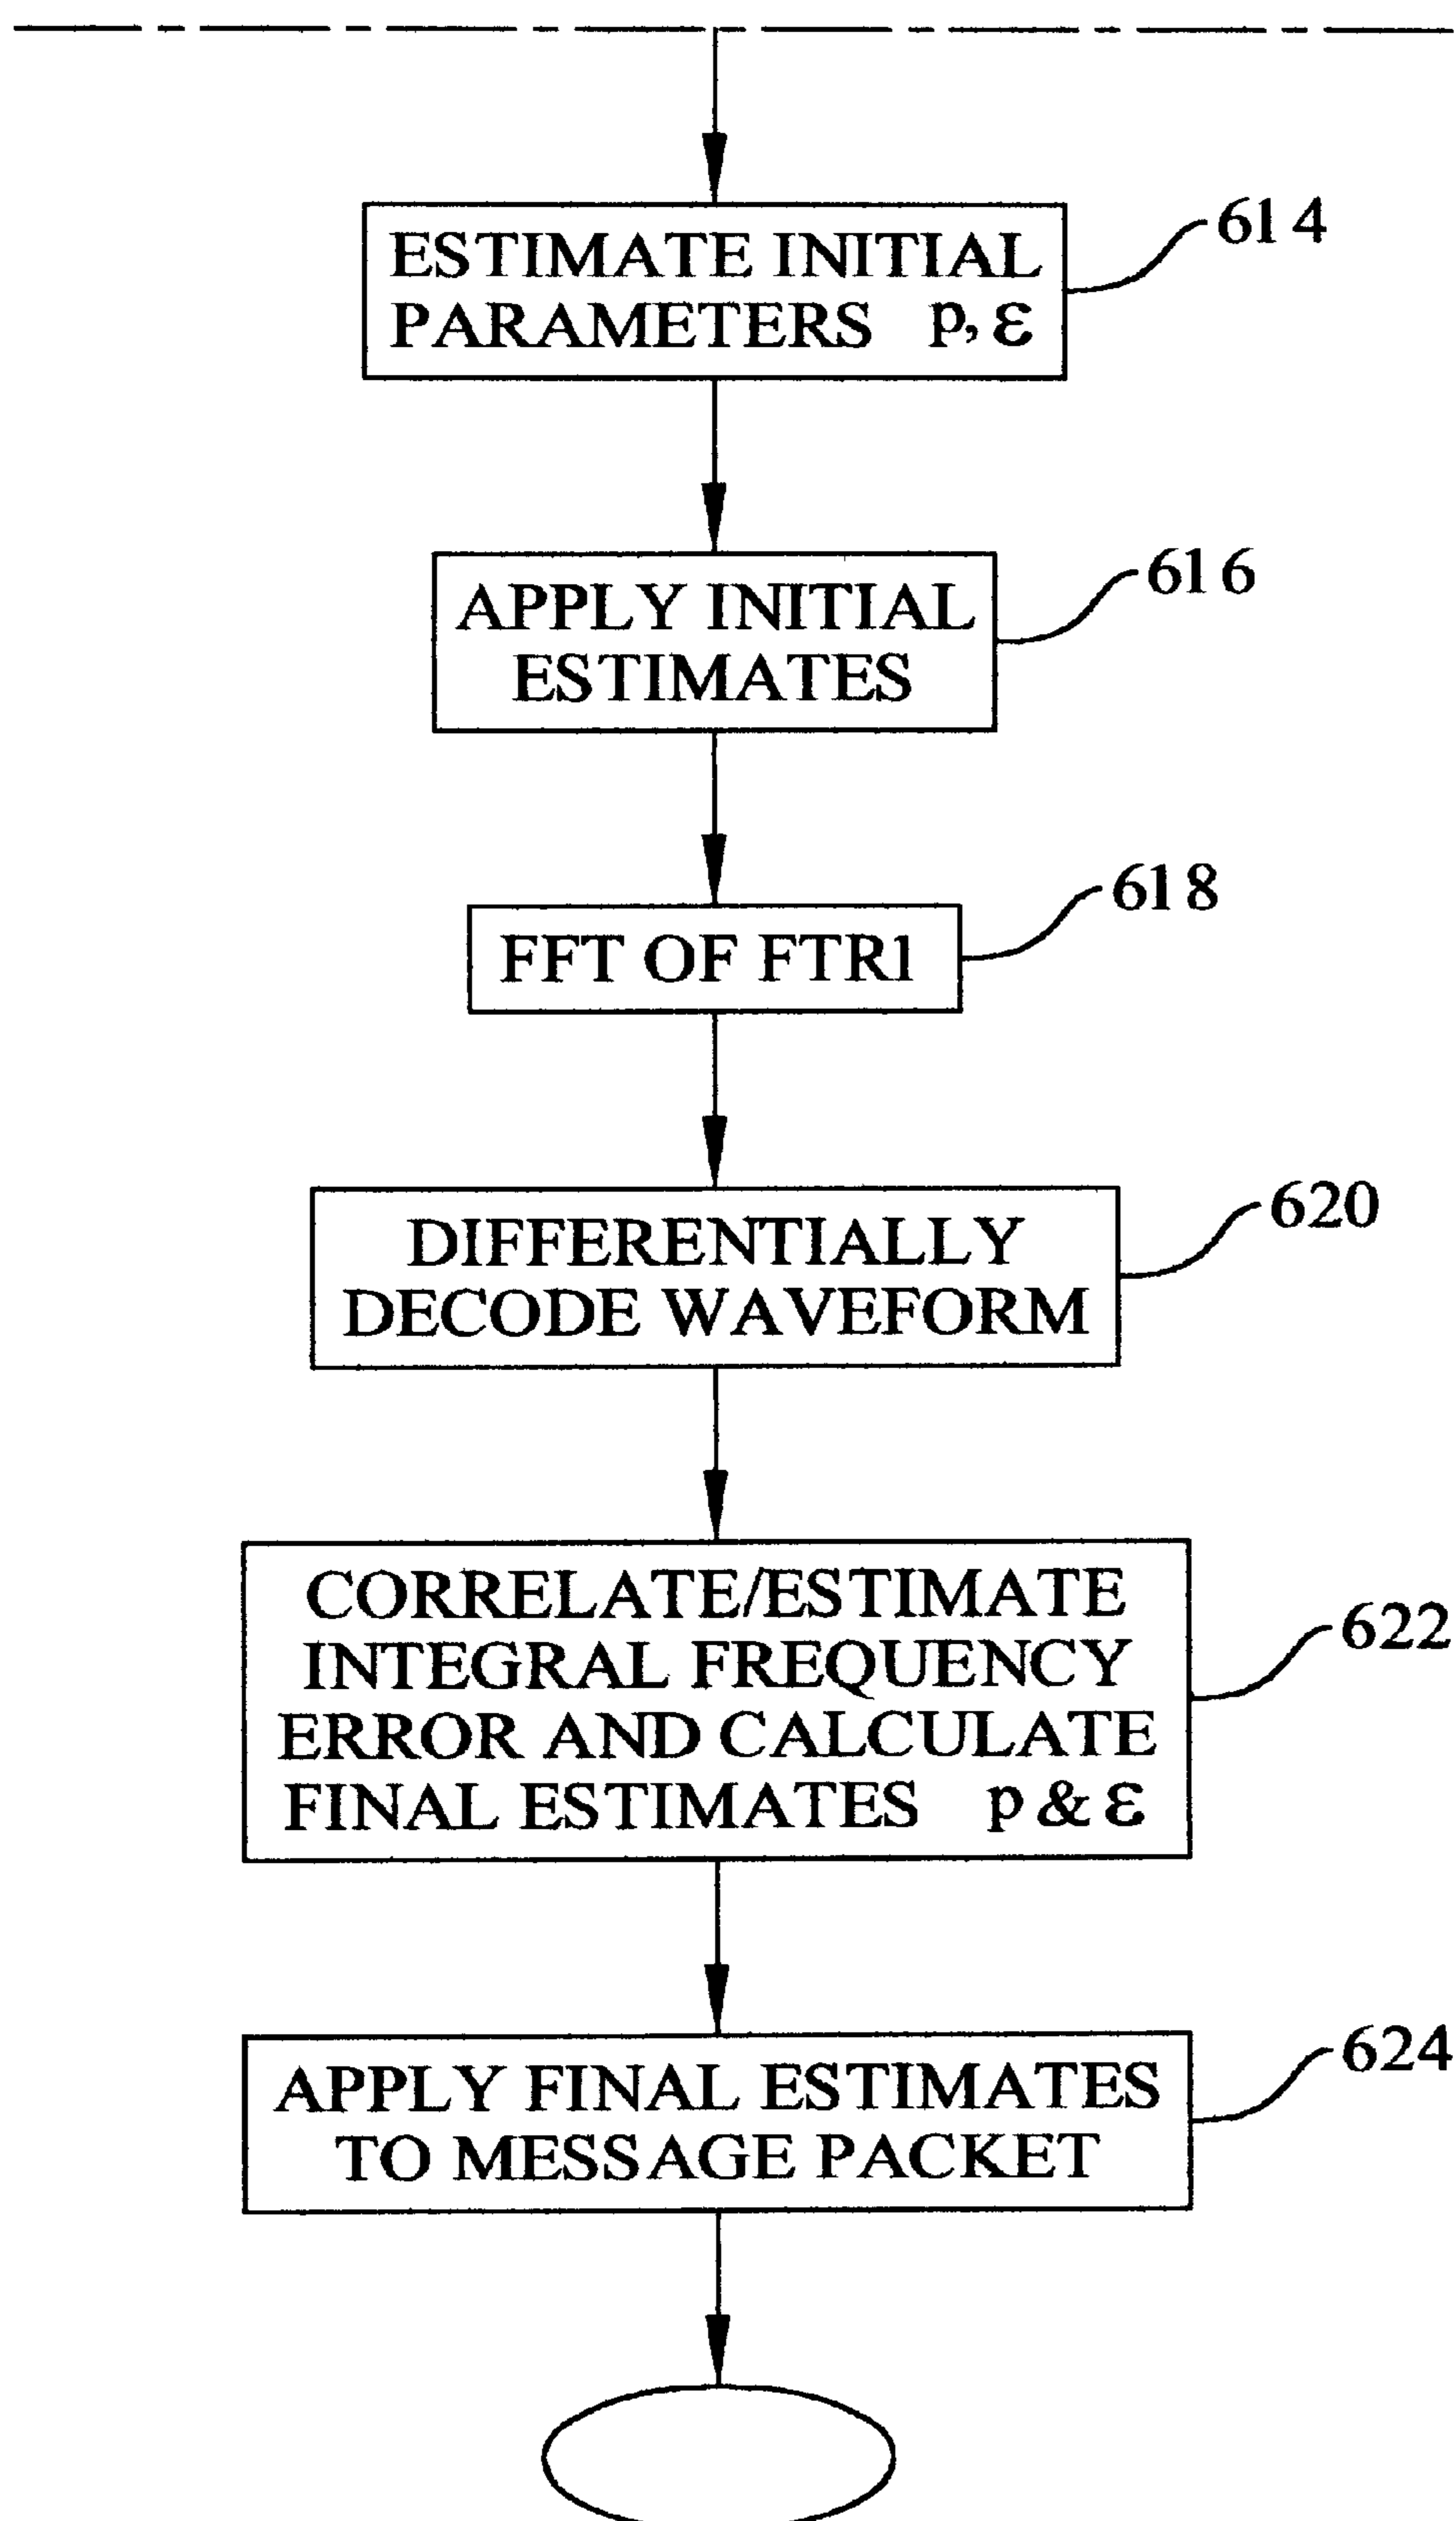 614
ESTIMATE INITIAL
PARAMETERS p, ε
616
APPLY INITIAL
ESTIMATES
618
FFT OF FTR1
620
DIFFERENTIALLY
DECODE WAVEFORM
622
CORRELATE/ESTIMATE
INTEGRAL FREQUENCY
ERROR AND CALCULATE
FINAL ESTIMATES p & ε
624
APPLY FINAL ESTIMATES
TO MESSAGE PACKET